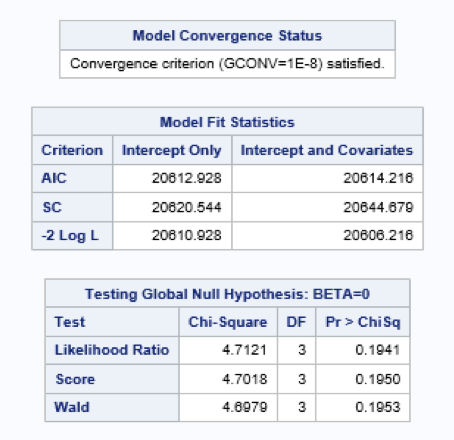 Model Convergence Status
Convergence criterion (GCONV=1E-8) satisfied.
Model Fit Statistics
Criterion Intercept Only Intercept and Covariates
AIC 20612.928 20614.216
SC 20620.544 20644.679
-2 Log L 20610.928 20606.216
Testing Global Null Hypothesis: BETA=0
Test Chi-Square DF Pr > ChiSq
Likelihood Ratio 4.7121 3 0.1941
Score 4.7018 3 0.1950
Wald 4.6979 3 0.1953